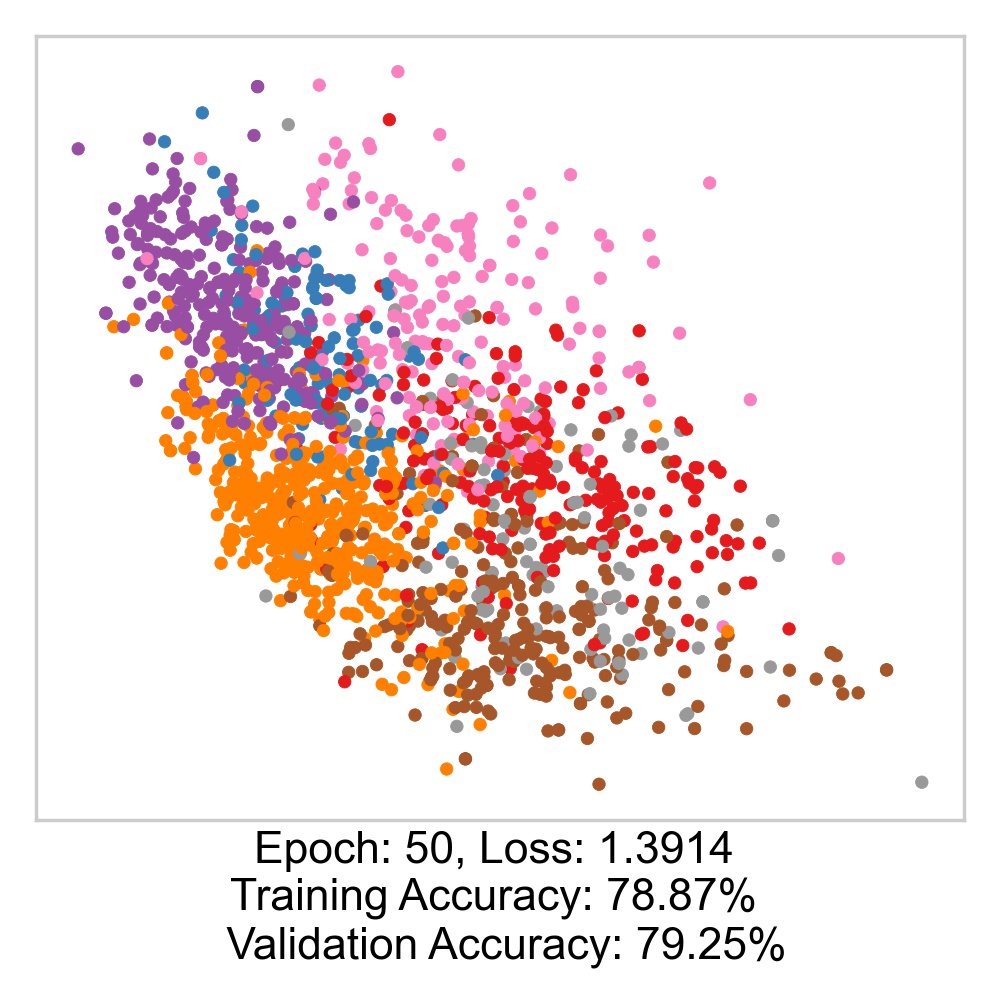 Epoch: 50, Loss: 1.3914
Training Accuracy: 78.87%
Validation Accuracy: 79.25%